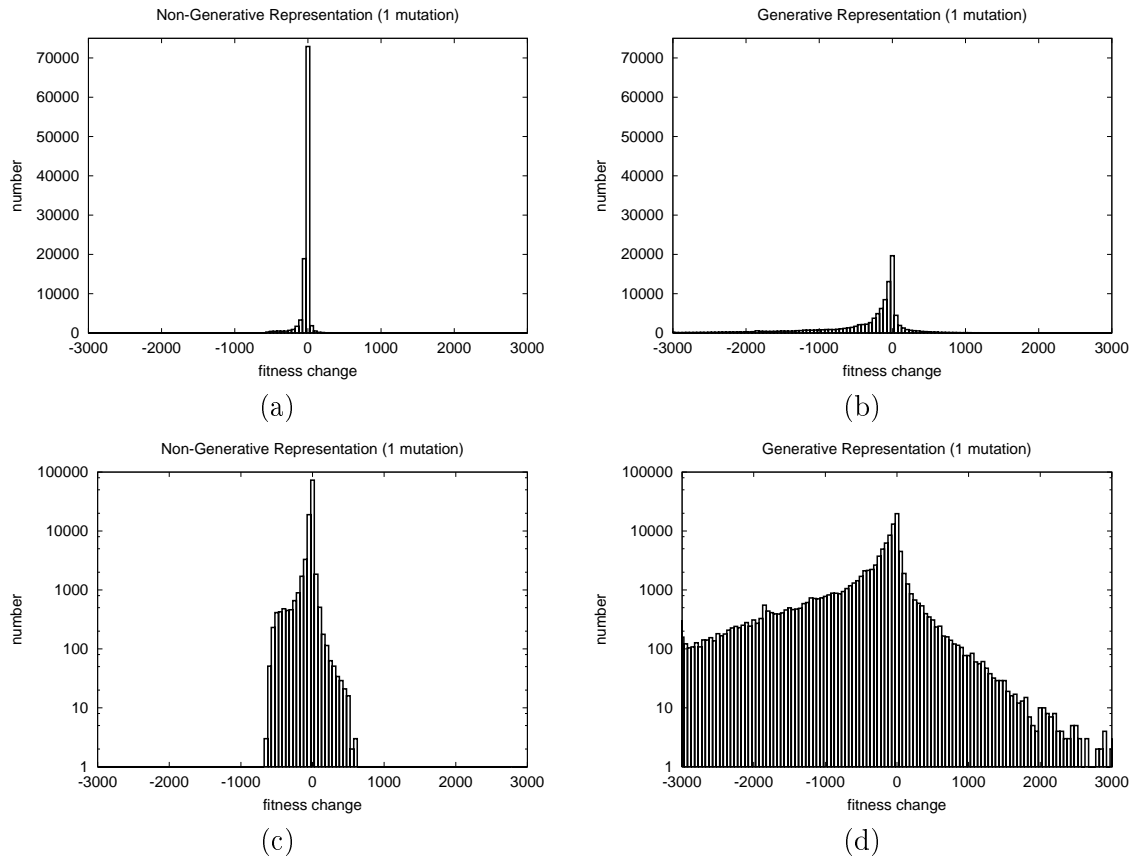 Non-Generative Representation (1 mutation)
70000
60000
50000
40000
30000
20000
10000
0
number
-3000 -2000 -1000 0 1000 2000 3000
fitness change
(a)
Generative Representation (1 mutation)
70000
60000
50000
40000
30000
20000
10000
0
number
-3000 -2000 -1000 0 1000 2000 3000
fitness change
(b)
Non-Generative Representation (1 mutation)
100000
10000
1000
100
10
1
number
-3000 -2000 -1000 0 1000 2000 3000
fitness change
(c)
Generative Representation (1 mutation)
100000
10000
1000
100
10
1
number
-3000 -2000 -1000 0 1000 2000 3000
fitness change
(d)